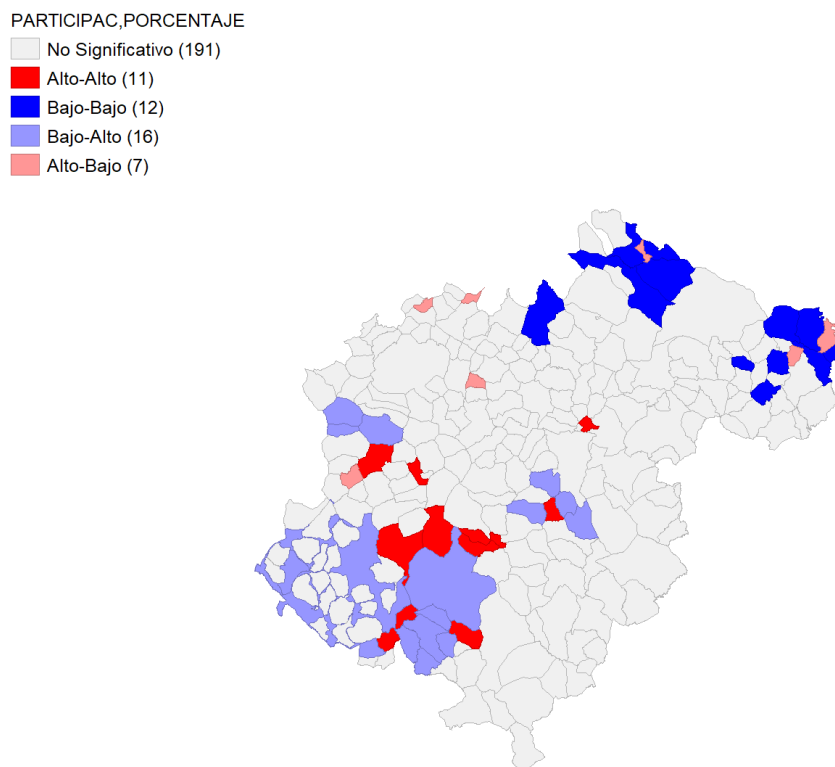 PARTICIPAC,PORCENTAJE
No Significativo (191)
Alto-Alto (11)
Bajo-Bajo (12)
Bajo-Alto (16)
Alto-Bajo (7)